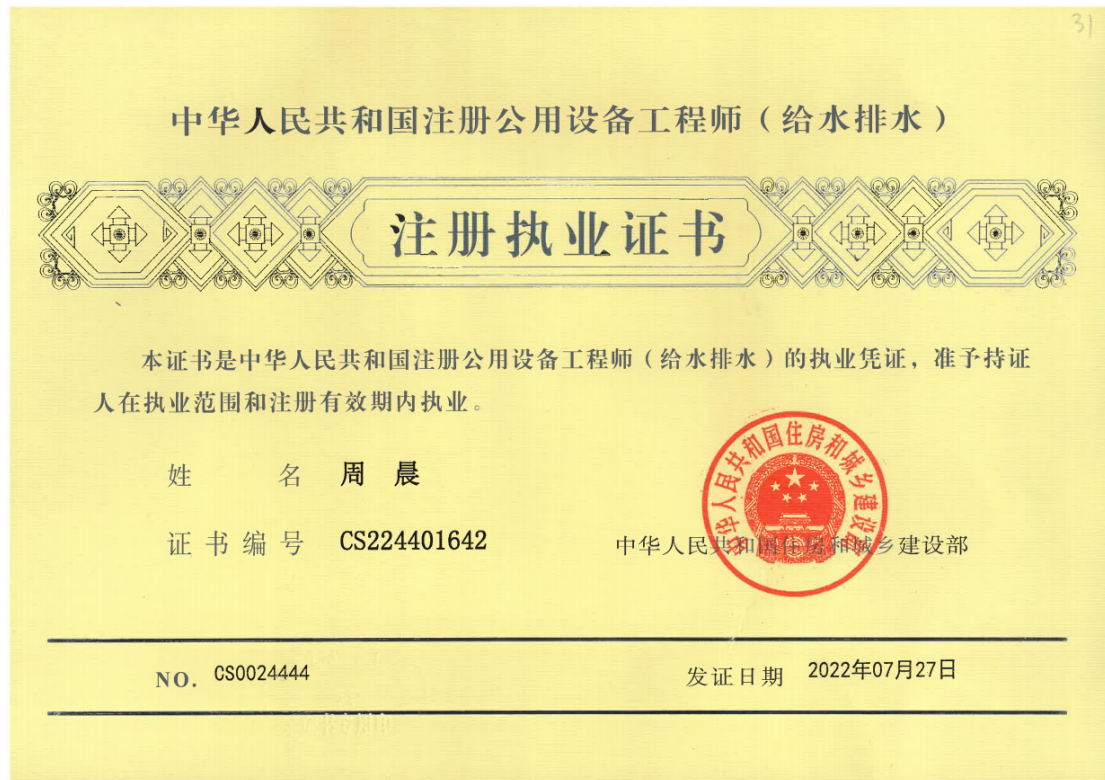 31
中华人民共和国注册公用设备工程师（给水排水）
注册执业证书
本证书是中华人民共和国注册公用设备工程师（给水排水）的执业凭证，准予持证
人在执业范围和注册有效期内执业。
姓 名 周 晨
中华人民共和国住房和城乡建设部
证书编号 CS224401642
中华人民共和国住房和城乡建设部
NO. CS0024444
发证日期 2022年07月27日